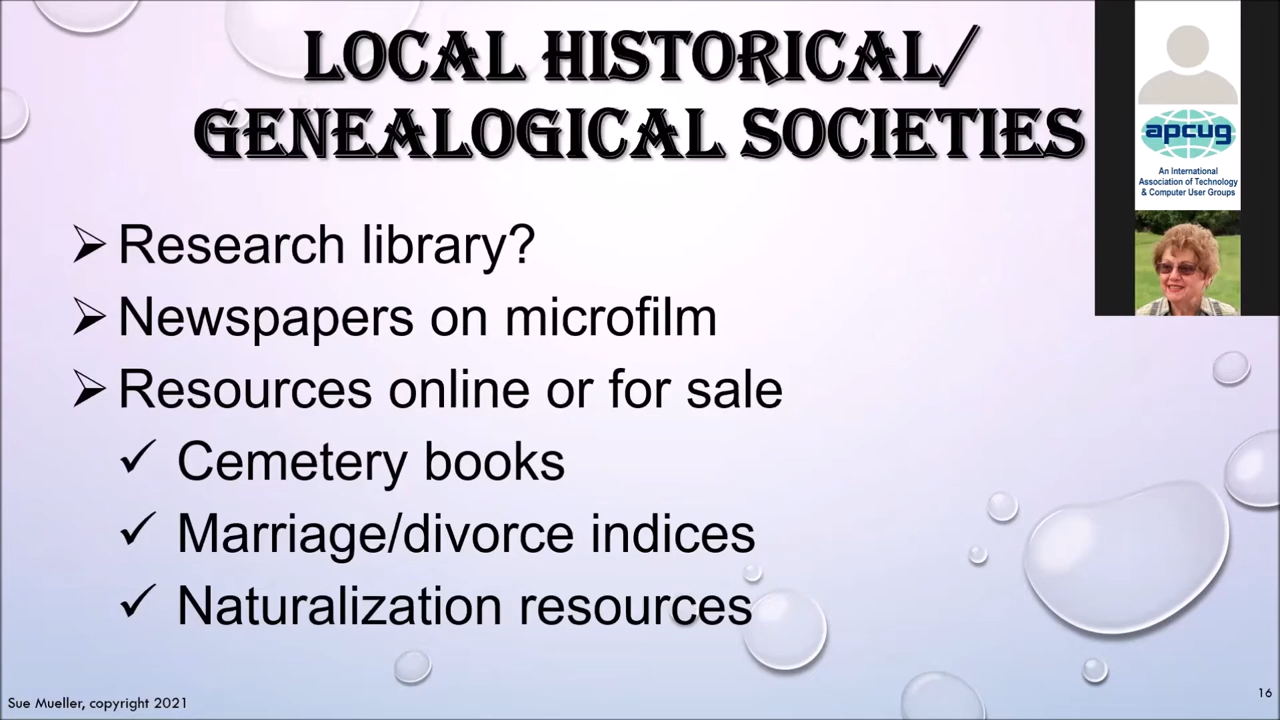 LOCAL HISTORICAL/
GENEALOGICAL SOCIETIES
Research library?
Newspapers on microfilm
Resources online or for sale
Cemetery books
Marriage/divorce indices
Naturalization resources
Sue Mueller, copyright 2021
16
apcug
An International
Association of Technology
& Computer User Groups